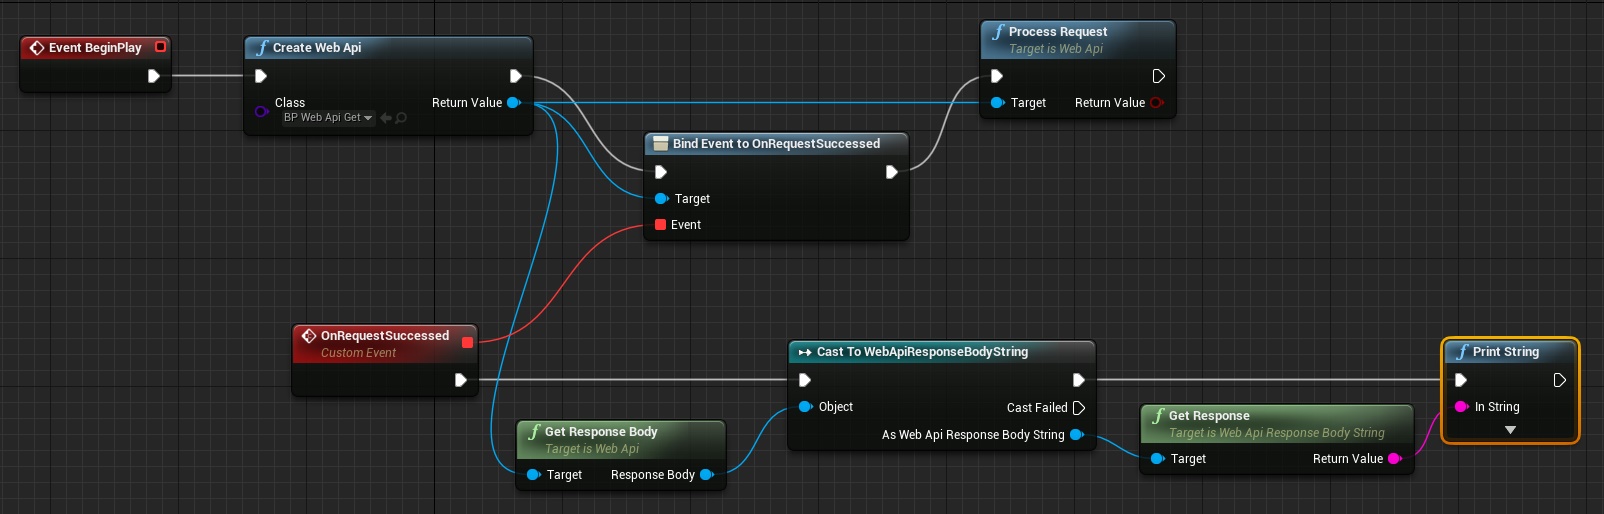 Event BeginPlay
Create Web Api
Class
BP Web Api Get
Return Value
Process Request
Target is Web Api
Target
Return Value
Bind Event to OnRequestSuccessed
Target
Event
OnRequestSuccessed
Custom Event
Get Response Body
Target is Web Api
Target
Response Body
Cast To WebApiResponseBodyString
Object
Cast Failed
As Web Api Response Body String
Get Response
Target is Web Api Response Body String
Target
Return Value
Print String
In String